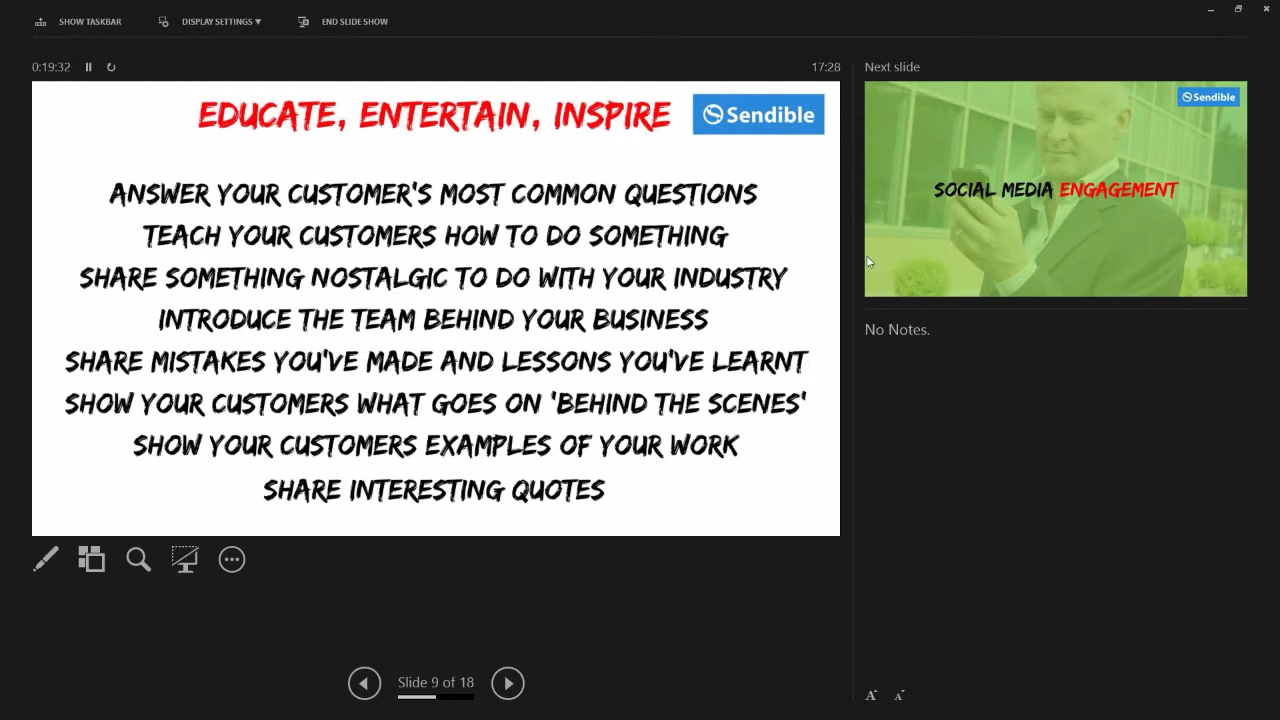 SHOW TASKBAR
DISPLAY SETTINGS ▼
END SLIDE SHOW
0:19:32
17:28
EDUCATE, ENTERTAIN, INSPIRE
Sendible
ANSWER YOUR CUSTOMER'S MOST COMMON QUESTIONS
TEACH YOUR CUSTOMERS HOW TO DO SOMETHING
SHARE SOMETHING NOSTALGIC TO DO WITH YOUR INDUSTRY
INTRODUCE THE TEAM BEHIND YOUR BUSINESS
SHARE MISTAKES YOU'VE MADE AND LESSONS YOU'VE LEARNT
SHOW YOUR CUSTOMERS WHAT GOES ON 'BEHIND THE SCENES'
SHOW YOUR CUSTOMERS EXAMPLES OF YOUR WORK
SHARE INTERESTING QUOTES
Slide 9 of 18
Next slide
Sendible
SOCIAL MEDIA ENGAGEMENT
No Notes.
A A